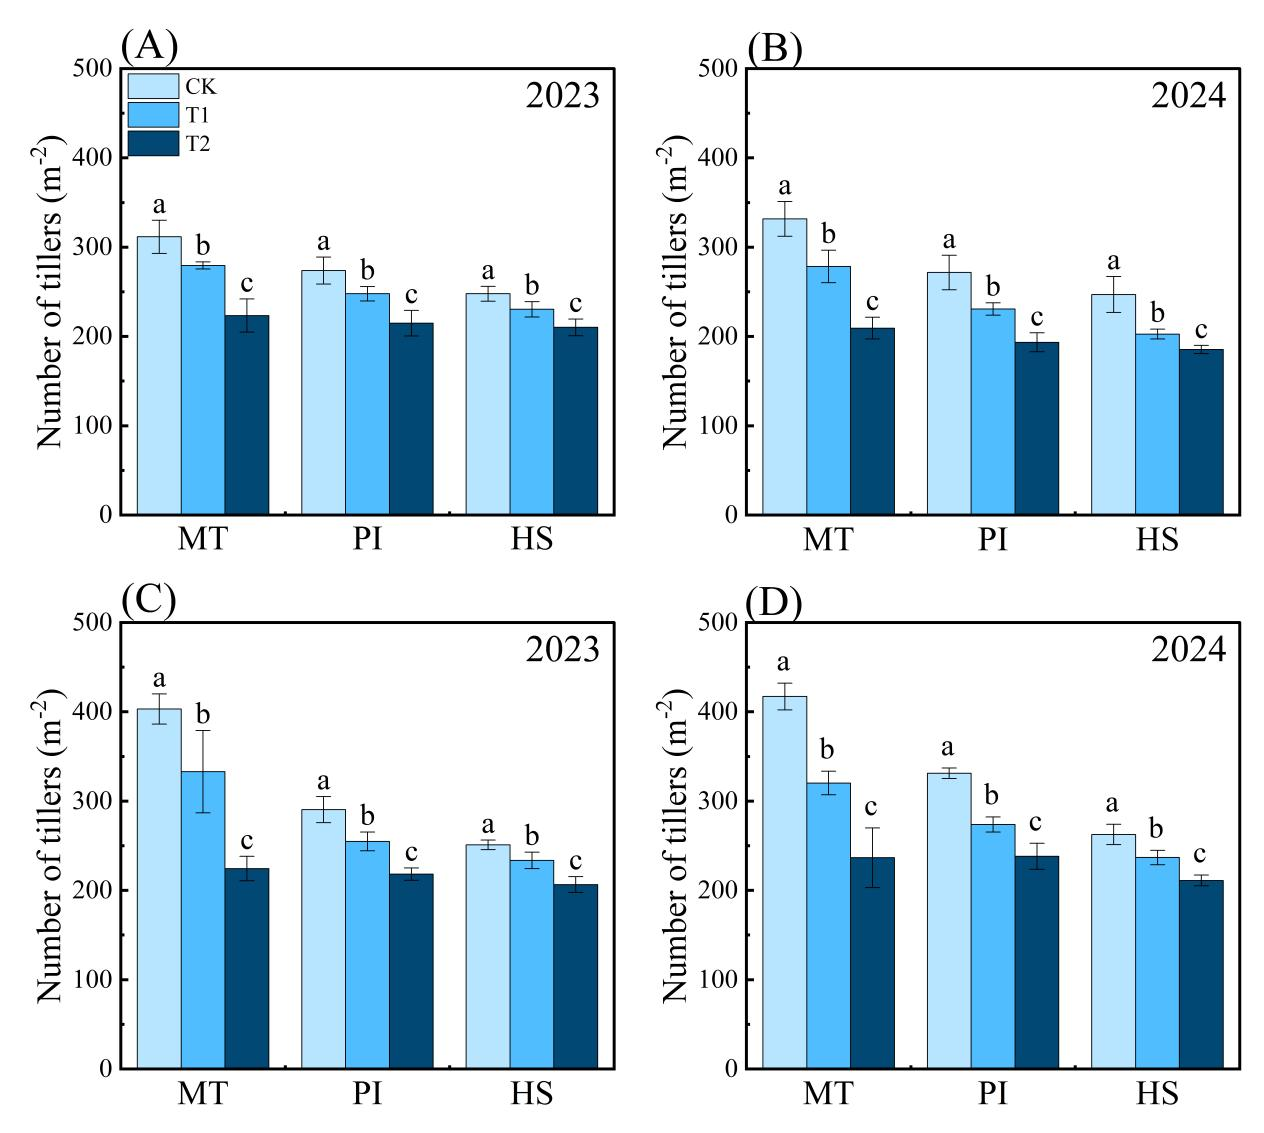 (A)
2023
CK
T1
T2
Number of tillers (m⁻²)
500
400
300
200
100
0
a
b
c
a
b
c
a
b
c
MT
PI
HS
(B)
2024
Number of tillers (m⁻²)
500
400
300
200
100
0
a
b
c
a
b
c
a
b
c
MT
PI
HS
(C)
2023
Number of tillers (m⁻²)
500
400
300
200
100
0
a
b
c
a
b
c
a
b
c
MT
PI
HS
(D)
2024
Number of tillers (m⁻²)
500
400
300
200
100
0
a
b
c
a
b
c
a
b
c
MT
PI
HS